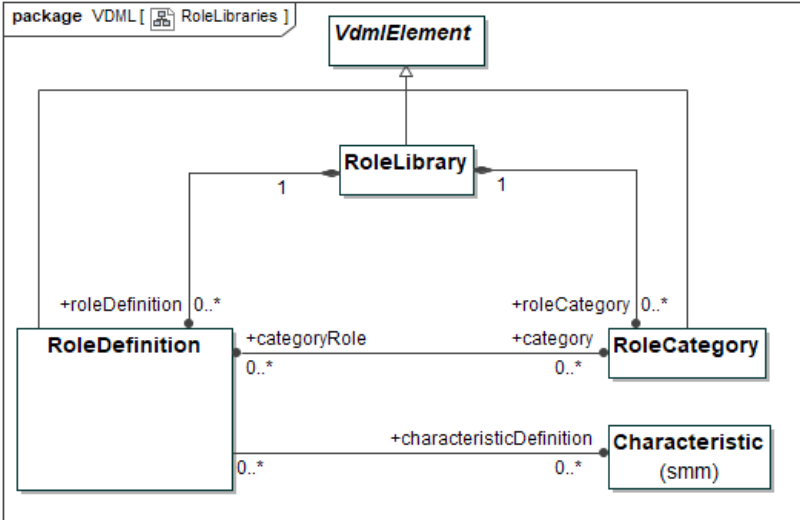 package VDML [ RoleLibraries ]
VdmlElement
RoleLibrary
1
1
+roleDefinition 0..*
+roleCategory 0..*
RoleDefinition
+categoryRole
+category
RoleCategory
0..*
0..*
+characteristicDefinition
Characteristic
(smm)
0..*
0..*